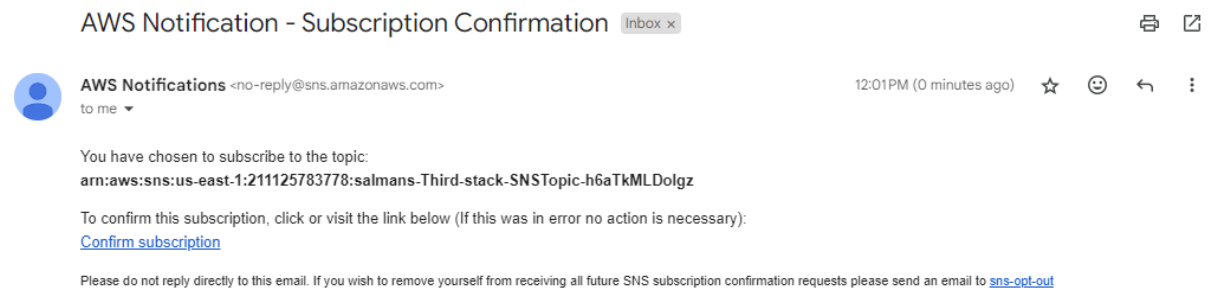 AWS Notification - Subscription Confirmation Inbox ×
AWS Notifications <no-reply@sns.amazonaws.com> 12:01 PM (0 minutes ago)
to me
You have chosen to subscribe to the topic:
arn:aws:sns:us-east-1:211125783778:salmans-Third-stack-SNSTopic-h6aTkMLDolgz
To confirm this subscription, click or visit the link below (If this was in error no action is necessary):
Confirm subscription
Please do not reply directly to this email. If you wish to remove yourself from receiving all future SNS subscription confirmation requests please send an email to sns-opt-out